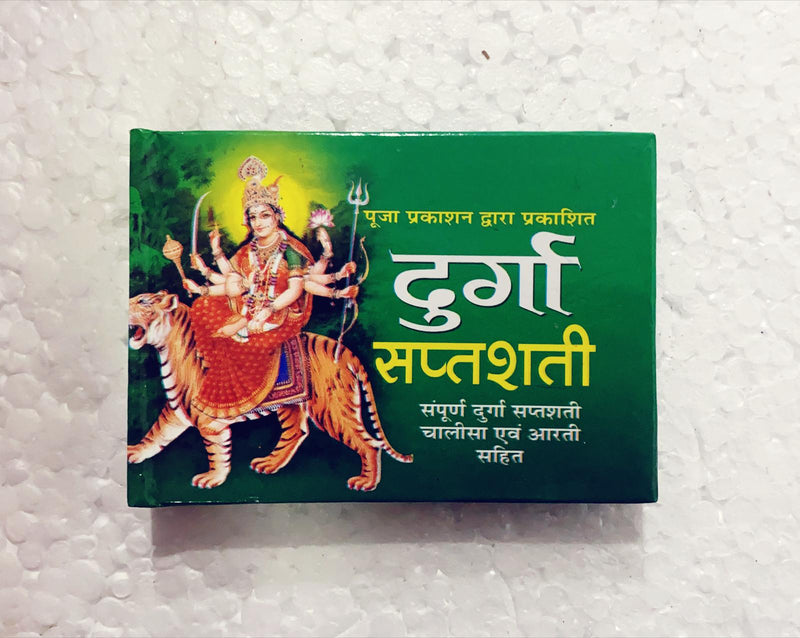 पूजा प्रकाशन द्वारा प्रकाशित
दुर्गा
सप्तशती
संपूर्ण दुर्गा सप्तशती
चालीसा एवं आरती
सहित